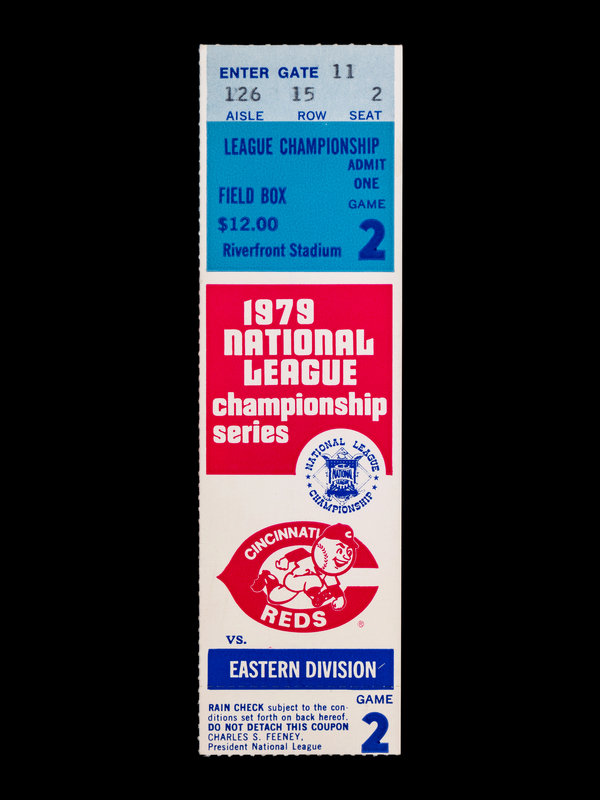 ENTER GATE 11
126 15 2
AISLE ROW SEAT
LEAGUE CHAMPIONSHIP
ADMIT
ONE
FIELD BOX
GAME
$12.00
2
Riverfront Stadium
1979
NATIONAL
LEAGUE
championship
series
NATIONAL LEAGUE
NATIONAL
LEAGUE
CHAMPIONSHIP
CINCINNATI
C
REDS
®
VS.
EASTERN DIVISION
GAME
2
RAIN CHECK subject to the con-
ditions set forth on back hereof.
DO NOT DETACH THIS COUPON
CHARLES S. FEENEY,
President National League